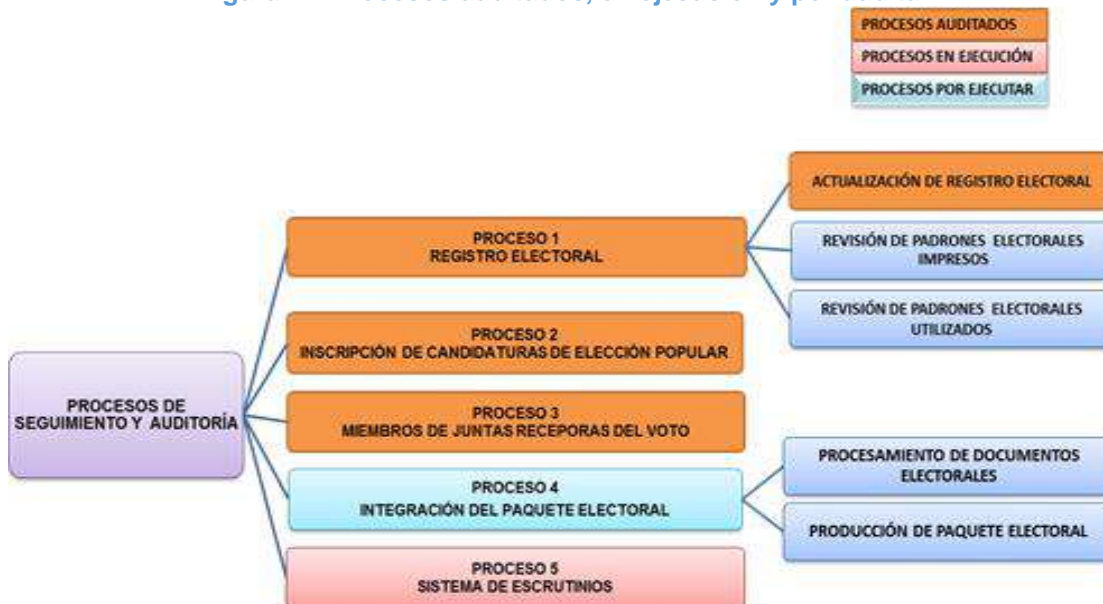 PROCESOS AUDITADOS
PROCESOS EN EJECUCIÓN
PROCESOS POR EJECUTAR
PROCESOS DE
SEGUIMIENTO Y AUDITORÍA
PROCESO 1
REGISTRO ELECTORAL
ACTUALIZACIÓN DE REGISTRO ELECTORAL
REVISIÓN DE PADRONES ELECTORALES
IMPRESOS
REVISIÓN DE PADRONES ELECTORALES
UTILIZADOS
PROCESO 2
INSCRIPCIÓN DE CANDIDATURAS DE ELECCIÓN POPULAR
PROCESO 3
MIEMBROS DE JUNTAS RECEPORAS DEL VOTO
PROCESO 4
INTEGRACIÓN DEL PAQUETE ELECTORAL
PROCESAMIENTO DE DOCUMENTOS
ELECTORALES
PRODUCCIÓN DE PAQUETE ELECTORAL
PROCESO 5
SISTEMA DE ESCRUTINIOS